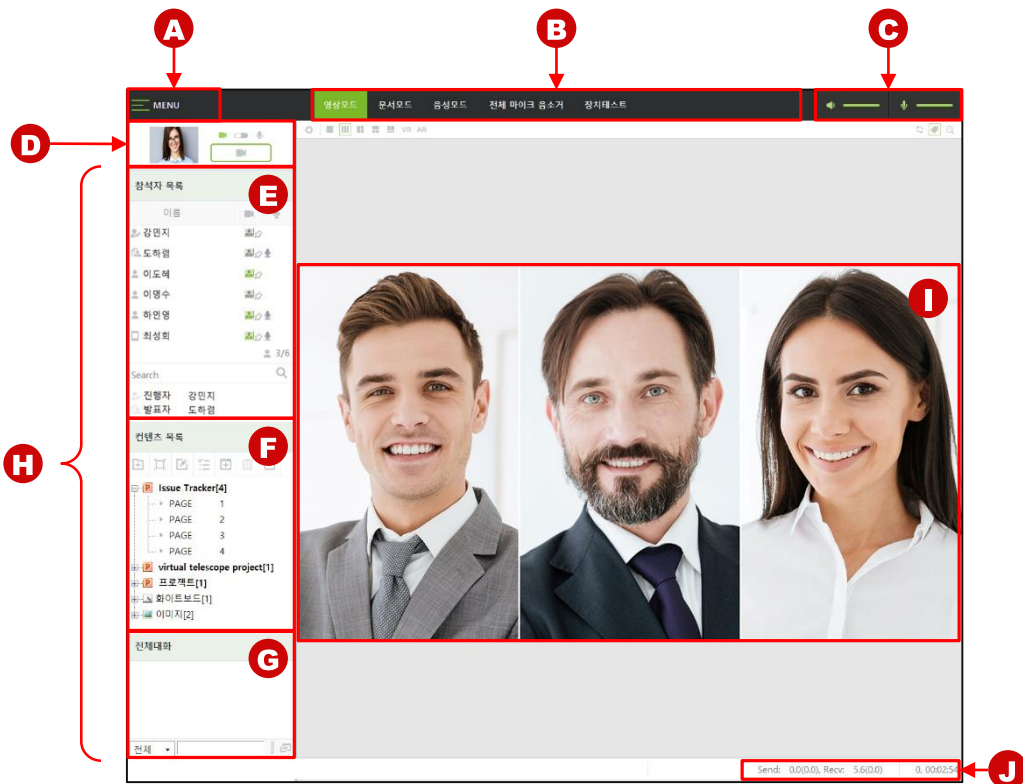 A
B
C
MENU
영상모드 문서모드 음성모드 전체 마이크 음소거 장치테스트
VR AR
D
참석자 목록
E
이름
강민지
도하렴
이도혜
이명수
하인영
최성희
3/6
Search
진행자 강민지
발표자 도하렴
H
I
컨텐츠 목록
F
Issue Tracker[4]
PAGE 1
PAGE 2
PAGE 3
PAGE 4
virtual telescope project[1]
프로젝트[1]
화이트보드[1]
이미지[2]
전체대화
G
전체
Send: 0.0(0.0), Recv: 5.6(0.0) 0, 00:02:54
J